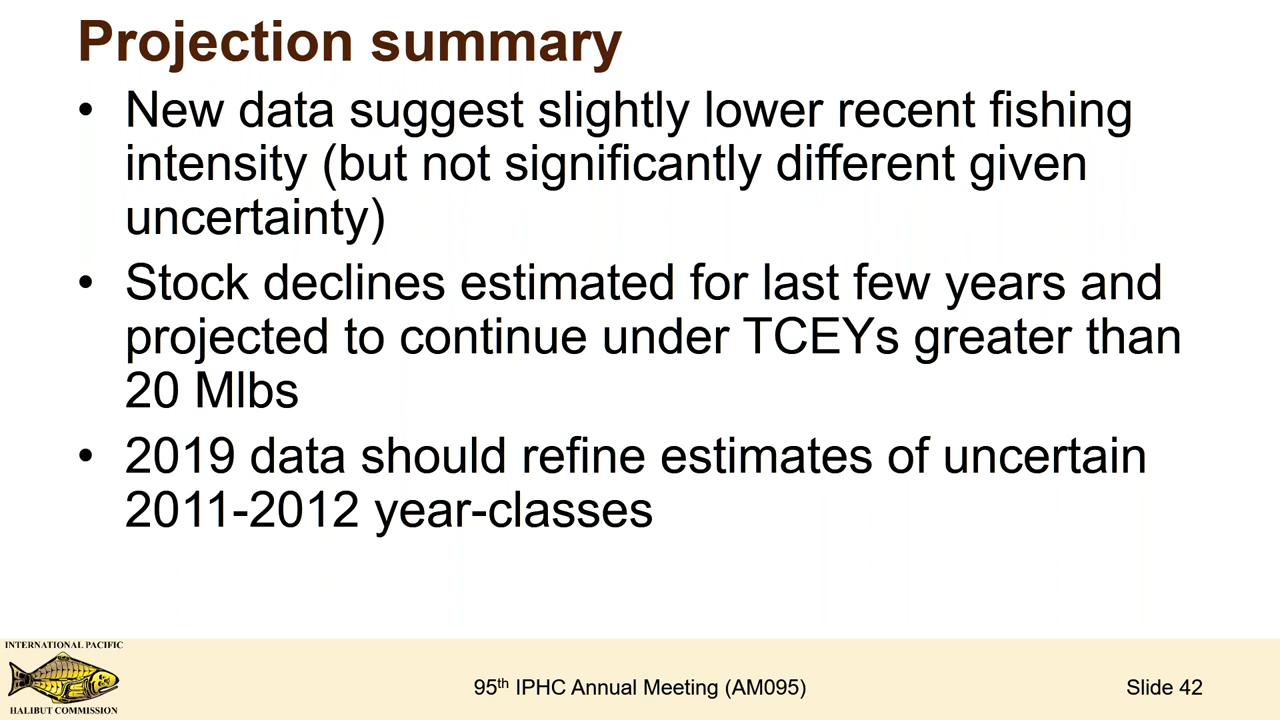 Projection summary
• New data suggest slightly lower recent fishing
intensity (but not significantly different given
uncertainty)
• Stock declines estimated for last few years and
projected to continue under TCEYs greater than
20 Mlbs
• 2019 data should refine estimates of uncertain
2011-2012 year-classes
INTERNATIONAL PACIFIC
HALIBUT COMMISSION
95th IPHC Annual Meeting (AM095)
Slide 42